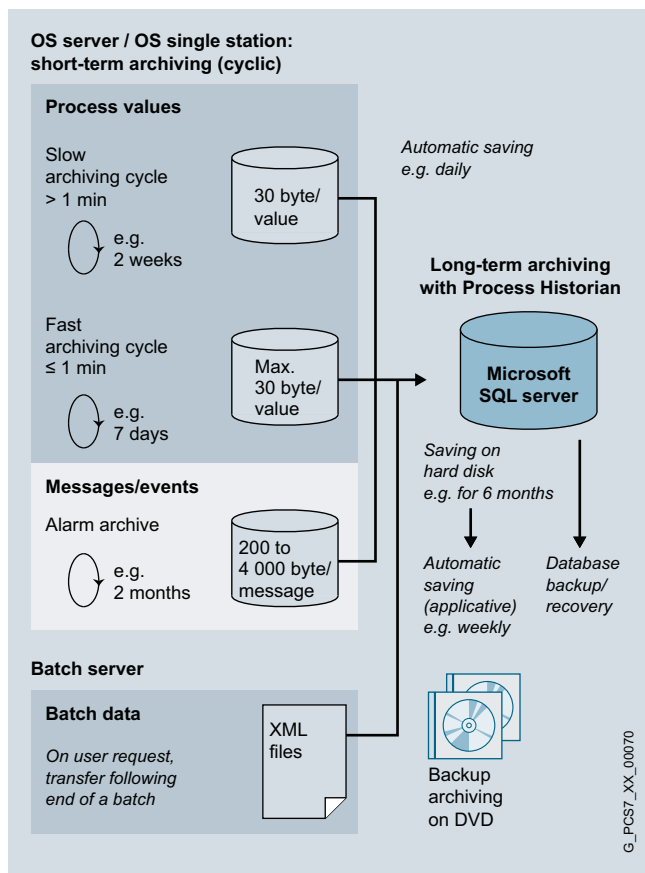 OS server / OS single station:
short-term archiving (cyclic)
Process values
Slow
archiving cycle
> 1 min
e.g.
2 weeks
30 byte/
value
Automatic saving
e.g. daily
Fast
archiving cycle
≤ 1 min
e.g.
7 days
Max.
30 byte/
value
Long-term archiving
with Process Historian
Microsoft
SQL server
Saving on
hard disk
e.g. for 6 months
Messages/events
Alarm archive
e.g.
2 months
200 to
4 000 byte/
message
Automatic
saving
(applicative)
e.g. weekly
Database
backup/
recovery
Batch server
Batch data
On user request,
transfer following
end of a batch
XML
files
Backup
archiving
on DVD
G_PCS7_XX_00070